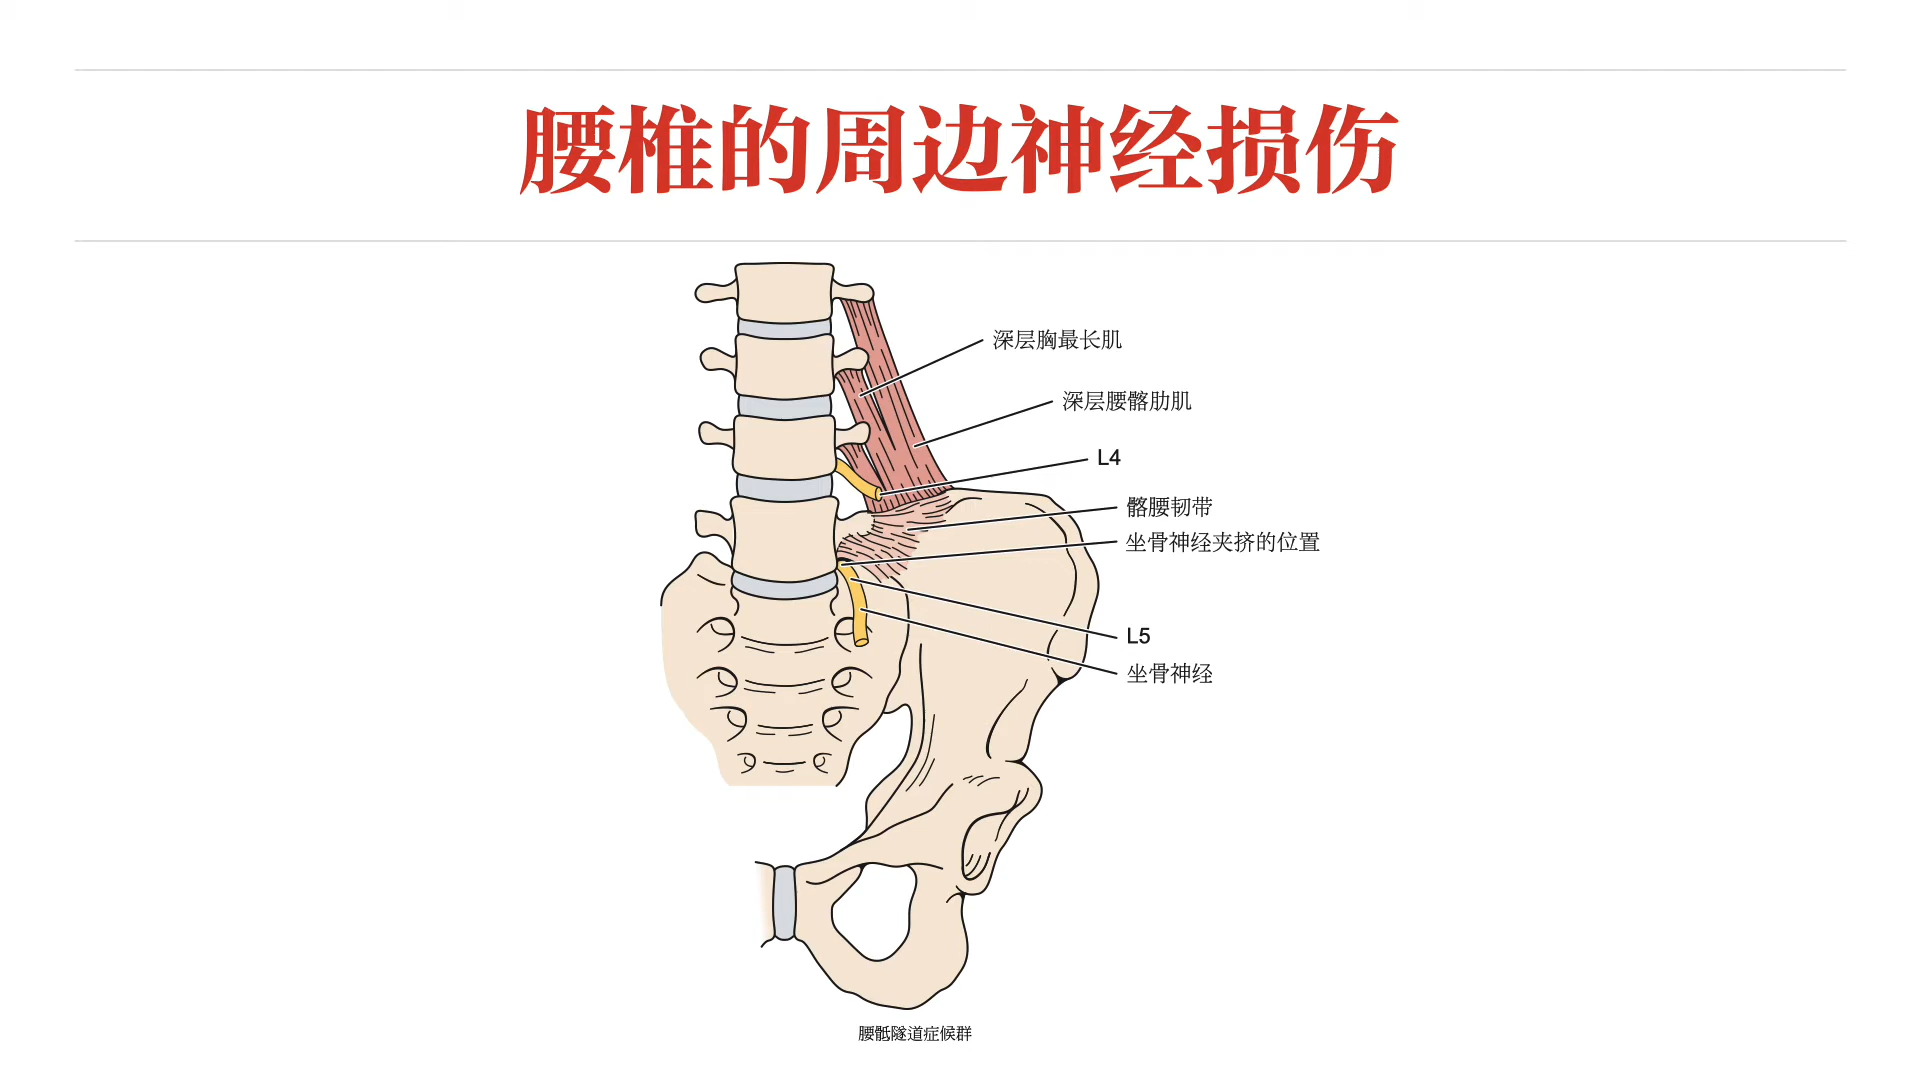 腰椎的周边神经损伤
深层胸最长肌
深层腰髂肋肌
L4
髂腰韧带
坐骨神经夹挤的位置
L5
坐骨神经
腰骶隧道症候群